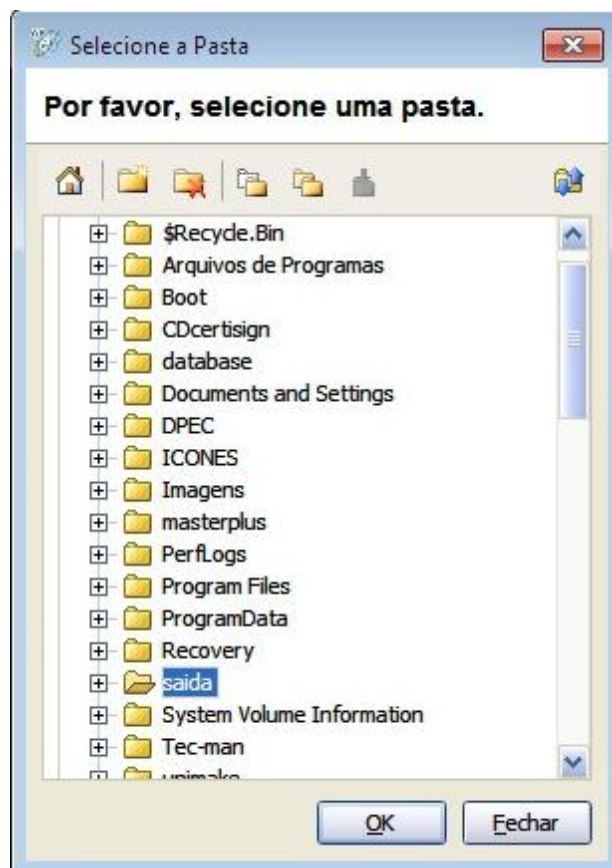 Selecione a Pasta
Por favor, selecione uma pasta.
$Recycle.Bin
Arquivos de Programas
Boot
CDcertisign
database
Documents and Settings
DPEC
ICONES
Imagens
masterplus
PerfLogs
Program Files
ProgramData
Recovery
saida
System Volume Information
Tec-man
unimake
OK
Fechar